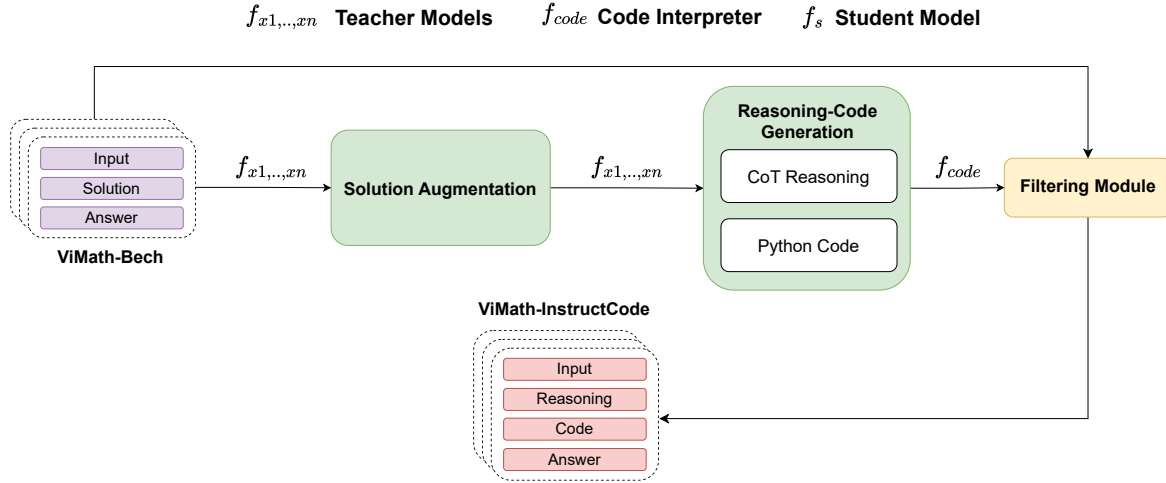 f_{x1,..,xn} Teacher Models f_{code} Code Interpreter f_s Student Model
Input
Solution
Answer
ViMath-Bech
f_{x1,..,xn}
Solution Augmentation
f_{x1,..,xn}
Reasoning-Code
Generation
CoT Reasoning
Python Code
f_{code}
Filtering Module
ViMath-InstructCode
Input
Reasoning
Code
Answer